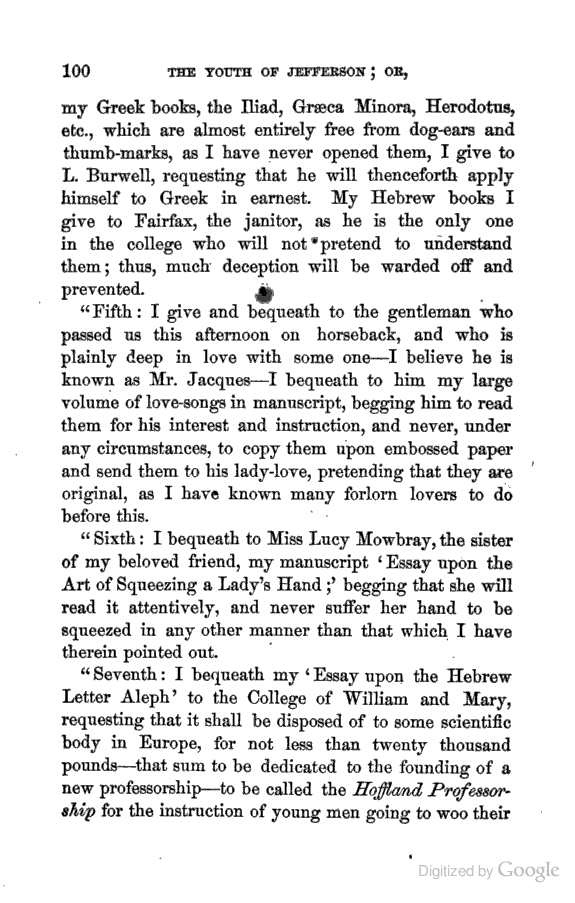 100 THE YOUTH OF JEFFERSON; OR,
my Greek books, the Iliad, Græca Minora, Herodotus,
etc., which are almost entirely free from dog-ears and
thumb-marks, as I have never opened them, I give to
L. Burwell, requesting that he will thenceforth apply
himself to Greek in earnest. My Hebrew books I
give to Fairfax, the janitor, as he is the only one
in the college who will not pretend to understand
them; thus, much deception will be warded off and
prevented.
"Fifth: I give and bequeath to the gentleman who
passed us this afternoon on horseback, and who is
plainly deep in love with some one—I believe he is
known as Mr. Jacques—I bequeath to him my large
volume of love-songs in manuscript, begging him to read
them for his interest and instruction, and never, under
any circumstances, to copy them upon embossed paper
and send them to his lady-love, pretending that they are
original, as I have known many forlorn lovers to do
before this.
"Sixth: I bequeath to Miss Lucy Mowbray, the sister
of my beloved friend, my manuscript 'Essay upon the
Art of Squeezing a Lady's Hand;' begging that she will
read it attentively, and never suffer her hand to be
squeezed in any other manner than that which I have
therein pointed out.
"Seventh: I bequeath my 'Essay upon the Hebrew
Letter Aleph' to the College of William and Mary,
requesting that it shall be disposed of to some scientific
body in Europe, for not less than twenty thousand
pounds—that sum to be dedicated to the founding of a
new professorship—to be called the Hoffland Professor-
ship for the instruction of young men going to woo their
Digitized by Google